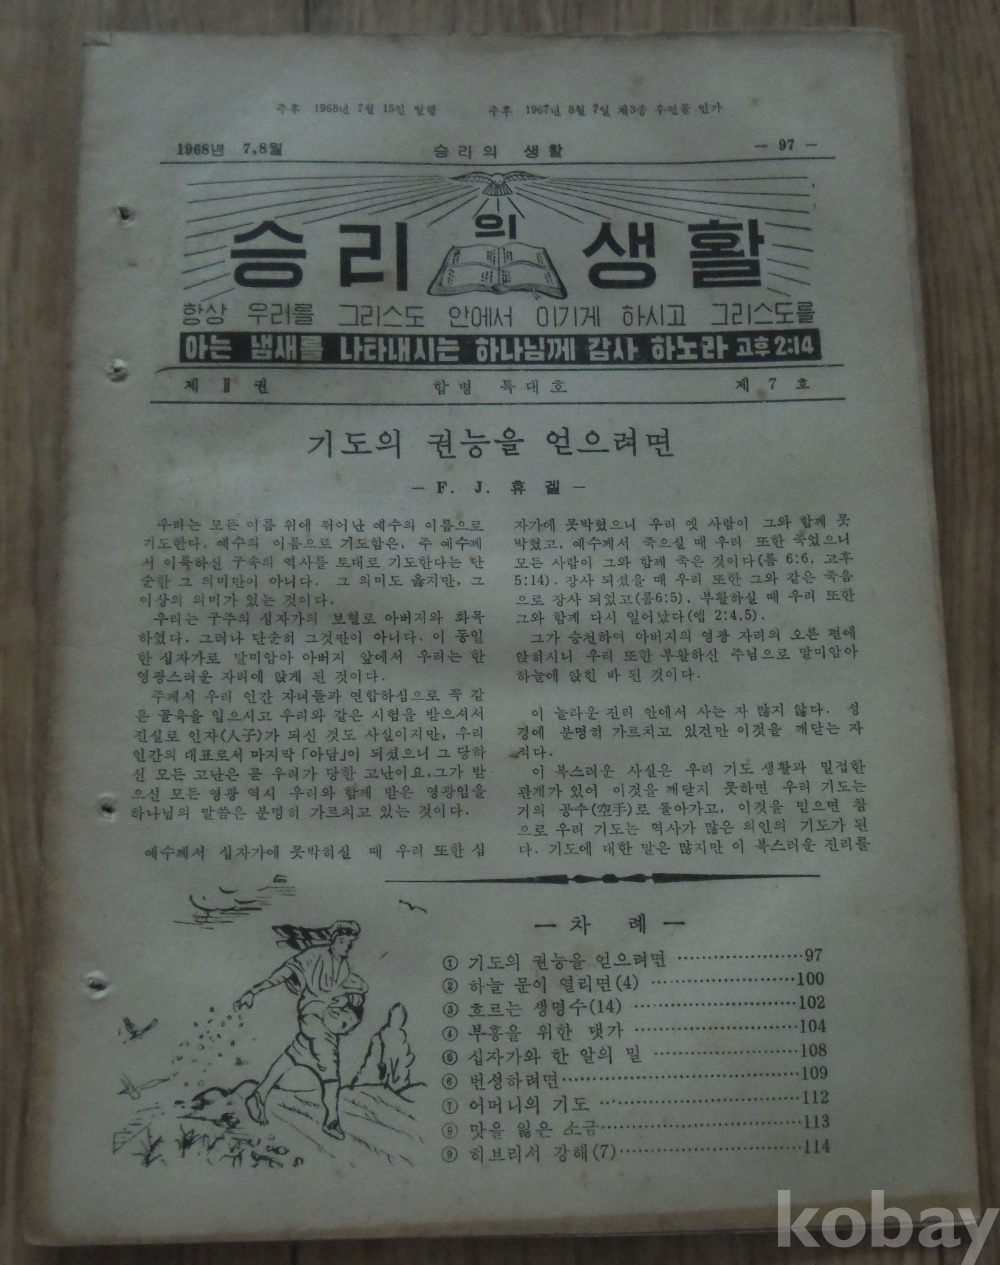 주후 1968년 7월 15일 발행 주후 1967년 8월 7일 제3종 우편물 인가
1968년 7,8월 승리의 생활 — 97 —
승리의 생활
항상 우리를 그리스도 안에서 이기게 하시고 그리스도를
아는 냄새를 나타내시는 하나님께 감사 하노라 고후 2:14
제 Ⅱ 권 합병 특대호 제 7 호
기도의 권능을 얻으려면
— F. J. 휴겔 —
우리는 모든 이름 위에 뛰어난 예수의 이름으로
기도한다. 예수의 이름으로 기도함은, 주 예수께
서 이룩하신 구속의 역사를 토대로 기도한다는 단
순한 그 의미만이 아니다. 그 의미도 옳지만, 그
이상의 의미가 있는 것이다.
우리는 구주의 십자가의 보혈로 아버지와 화목
하였다. 그러나 단순히 그것만이 아니다. 이 동일
한 십자가로 말미암아 아버지 앞에서 우리는 한
영광스러운 자리에 앉게 된 것이다.
주께서 우리 인간 자녀들과 연합하심으로 꼭 같
은 골육을 입으시고 우리와 같은 시험을 받으셔서
진실로 인자(人子)가 되신 것도 사실이지만, 우리
인간의 대표로서 마지막 「아담」이 되셨으니 그 당하
신 모든 고난은 곧 우리가 당한 고난이요, 그가 받
으신 모든 영광 역시 우리와 함께 받은 영광임을
하나님의 말씀은 분명히 가르치고 있는 것이다.
예수께서 십자가에 못박히실 때 우리 또한 십
자가에 못박혔으니 우리 옛 사람이 그와 함께 못
박혔고, 예수께서 죽으실 때 우리 또한 죽었으니
모든 사람이 그와 함께 죽은 것이다(롬 6:6, 고후
5:14). 장사 되셨을 때 우리 또한 그와 같은 죽음
으로 장사 되었고(롬6:5), 부활하실 때 우리 또한
그와 함께 다시 일어났다(엡 2:4,5).
그가 승천하여 아버지의 영광 자리의 오른 편에
앉히시니 우리 또한 부활하신 주님으로 말미암아
하늘에 앉힌 바 된 것이다.
이 놀라운 진리 안에서 사는 자 많지 않다. 성
경에 분명히 가르치고 있건만 이것을 깨닫는 자
적다.
이 복스러운 사실은 우리 기도 생활과 밀접한
관계가 있어 이것을 깨닫지 못하면 우리 기도는
거의 공수(空手)로 돌아가고, 이것을 믿으면 참
으로 우리 기도는 역사가 많은 의인의 기도가 된
다. 기도에 대한 말은 많지만 이 복스러운 진리를
— 차 례 —
① 기도의 권능을 얻으려면 ⋯⋯⋯⋯⋯⋯ 97
② 하늘 문이 열리면(4) ⋯⋯⋯⋯⋯⋯ 100
③ 흐르는 생명수(14) ⋯⋯⋯⋯⋯⋯ 102
④ 부흥을 위한 댓가 ⋯⋯⋯⋯⋯⋯ 104
⑤ 십자가와 한 알의 밀 ⋯⋯⋯⋯⋯⋯ 108
⑥ 번성하려면 ⋯⋯⋯⋯⋯⋯ 109
⑦ 어머니의 기도 ⋯⋯⋯⋯⋯⋯ 112
⑧ 맛을 잃은 소금 ⋯⋯⋯⋯⋯⋯ 113
⑨ 히브리서 강해(7) ⋯⋯⋯⋯⋯⋯ 114
kobay